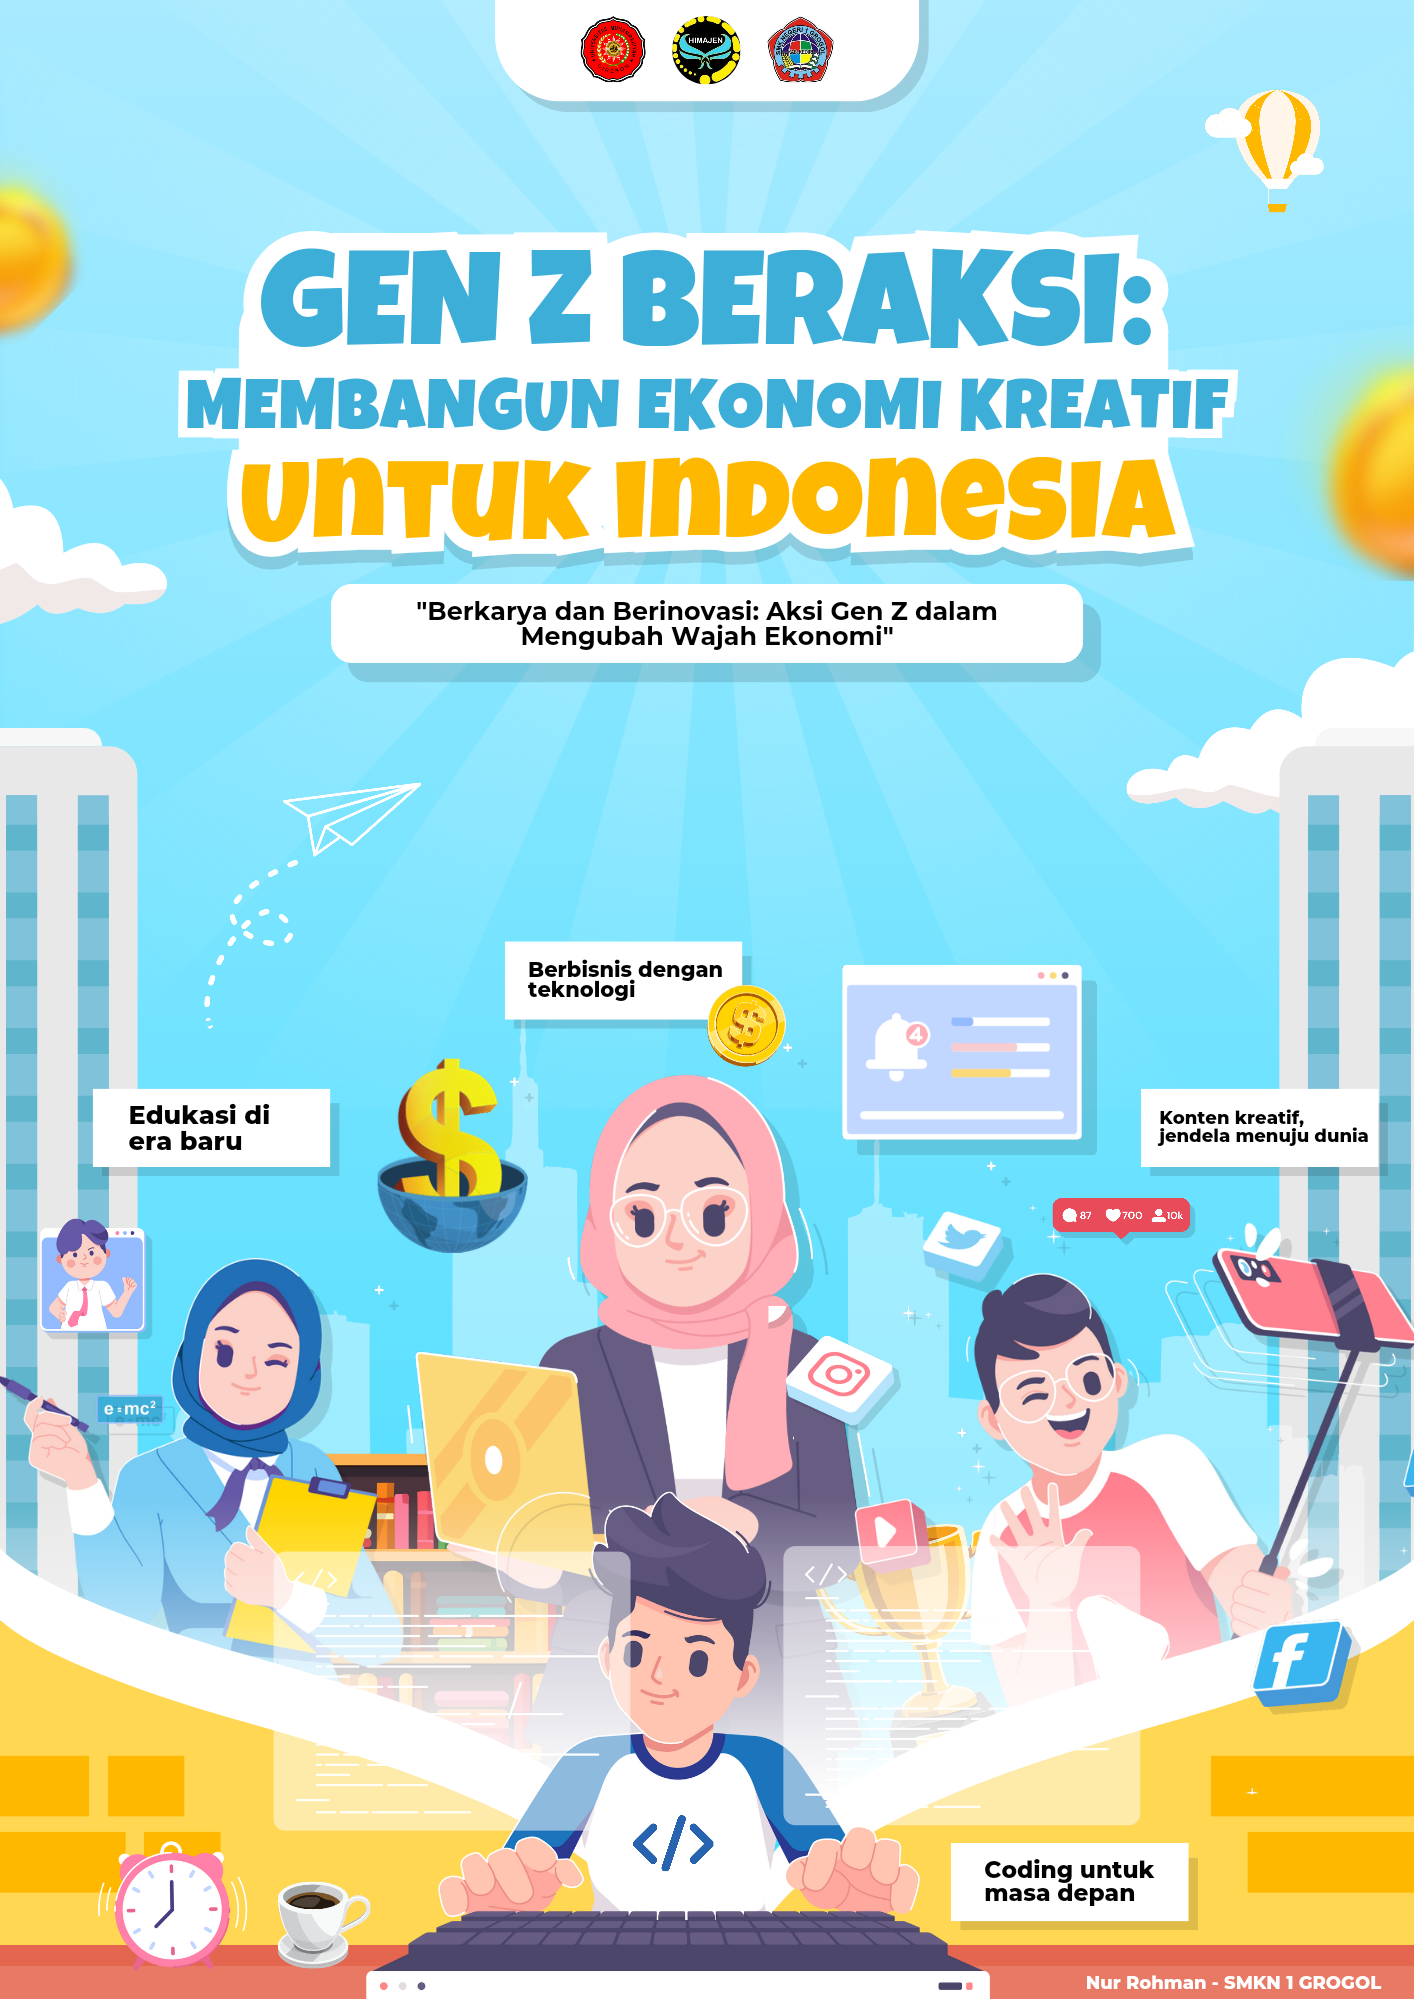 HIMAJEN
GEN Z BERAKSI:
MEMBANGUN EKONOMI KREATIF
UNTUK INDONESIA
"Berkarya dan Berinovasi: Aksi Gen Z dalam
Mengubah Wajah Ekonomi"
Berbisnis dengan
teknologi
4
Edukasi di
era baru
Konten kreatif,
jendela menuju dunia
87 700 10k
e=mc²
</>
</>
</>
Coding untuk
masa depan
Nur Rohman - SMKN 1 GROGOL